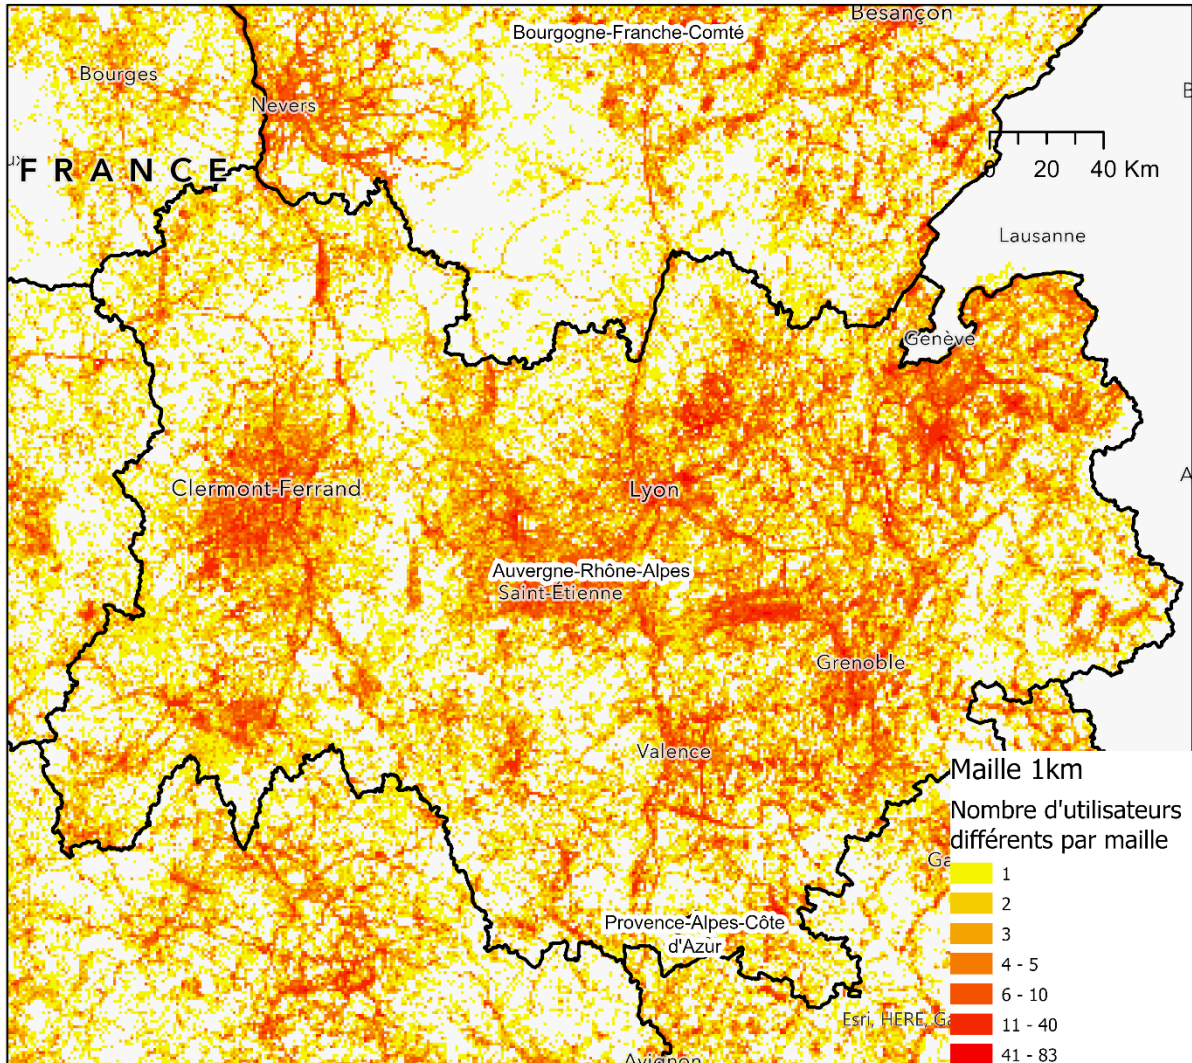 Besançon
Bourgogne-Franche-Comté
Bourges
Nevers
FRANCE
0 20 40 Km
Lausanne
Genève
Clermont-Ferrand
Lyon
Auvergne-Rhône-Alpes
Saint-Étienne
Grenoble
Valence
Maille 1km
Nombre d'utilisateurs
différents par maille
1
2
3
4 - 5
6 - 10
11 - 40
41 - 83
Provence-Alpes-Côte
d'Azur
Esri, HERE, Ga
Avignon